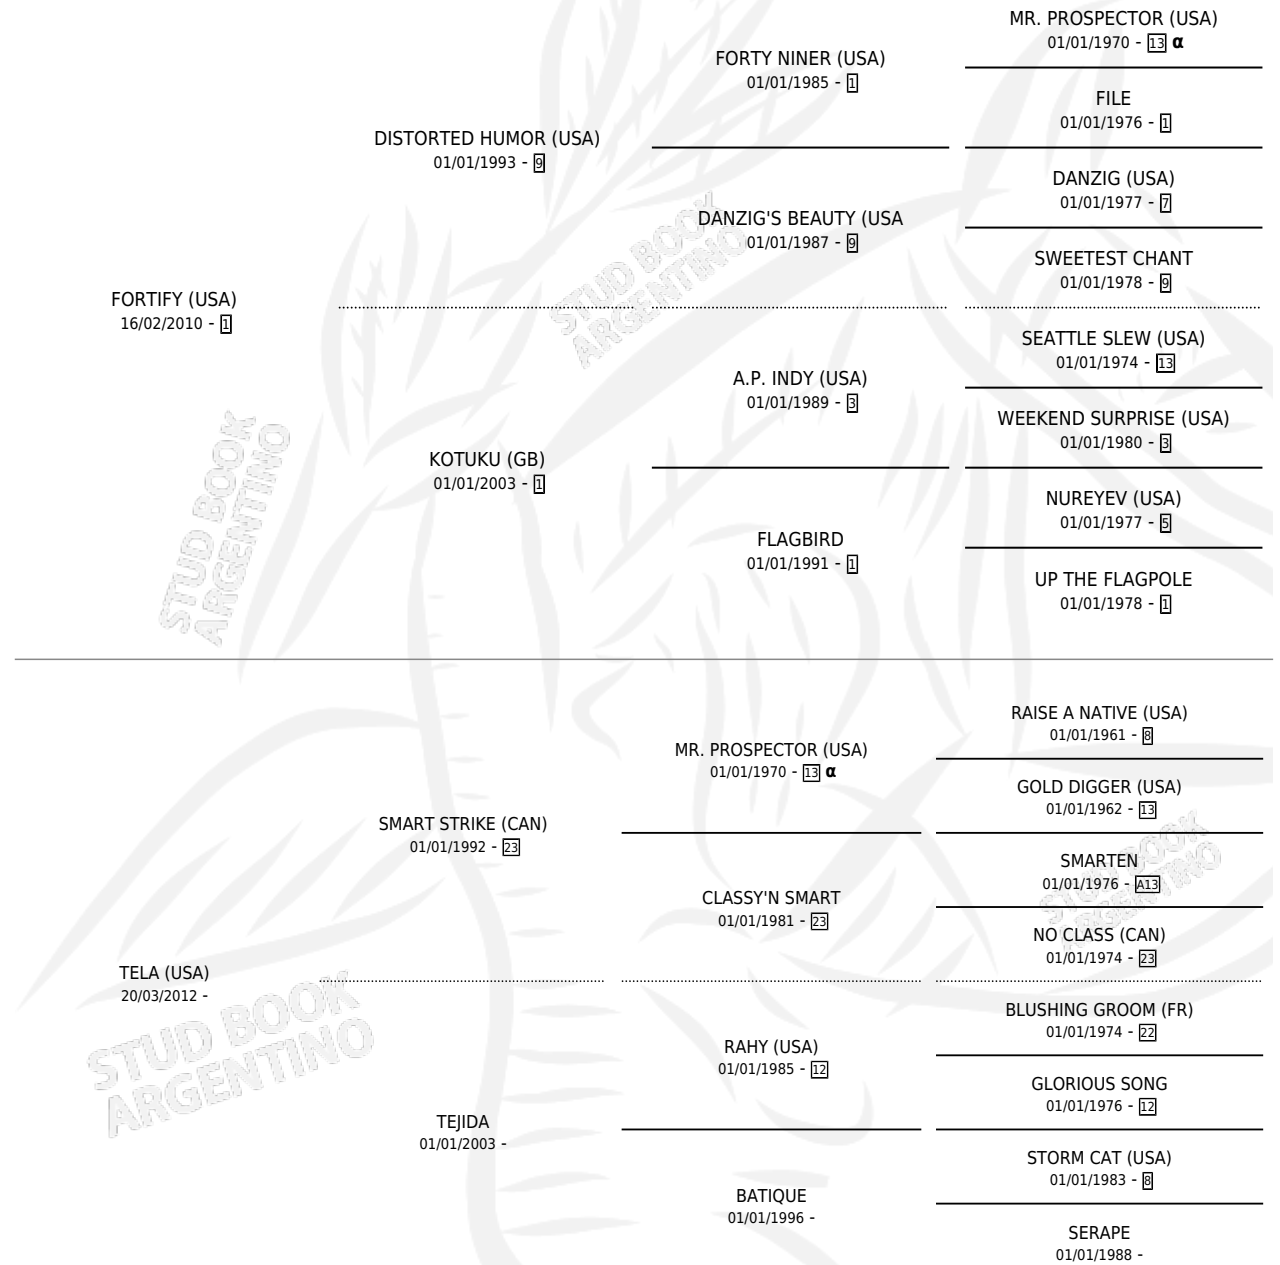 MR. PROSPECTOR (USA)
01/01/1970 - 13 α
FORTY NINER (USA)
01/01/1985 - 1
FILE
01/01/1976 - 1
DISTORTED HUMOR (USA)
01/01/1993 - 9
DANZIG (USA)
01/01/1977 - 7
DANZIG'S BEAUTY (USA
01/01/1987 - 9
SWEETEST CHANT
01/01/1978 - 9
FORTIFY (USA)
16/02/2010 - 1
SEATTLE SLEW (USA)
01/01/1974 - 13
A.P. INDY (USA)
01/01/1989 - 3
WEEKEND SURPRISE (USA)
01/01/1980 - 3
KOTUKU (GB)
01/01/2003 - 1
NUREYEV (USA)
01/01/1977 - 5
FLAGBIRD
01/01/1991 - 1
UP THE FLAGPOLE
01/01/1978 - 1
RAISE A NATIVE (USA)
01/01/1961 - 8
MR. PROSPECTOR (USA)
01/01/1970 - 13 α
GOLD DIGGER (USA)
01/01/1962 - 13
SMART STRIKE (CAN)
01/01/1992 - 23
SMARTEN
01/01/1976 - A13
CLASSY'N SMART
01/01/1981 - 23
NO CLASS (CAN)
01/01/1974 - 23
TELA (USA)
20/03/2012 -
BLUSHING GROOM (FR)
01/01/1974 - 22
RAHY (USA)
01/01/1985 - 12
GLORIOUS SONG
01/01/1976 - 12
TEJIDA
01/01/2003 -
STORM CAT (USA)
01/01/1983 - 8
BATIQUE
01/01/1996 -
SERAPE
01/01/1988 -
STUD BOOK
ARGENTINO
STUD BOOK
ARGENTINO
STUD BOOK
ARGENTINO
STUD BOOK
ARGENTINO